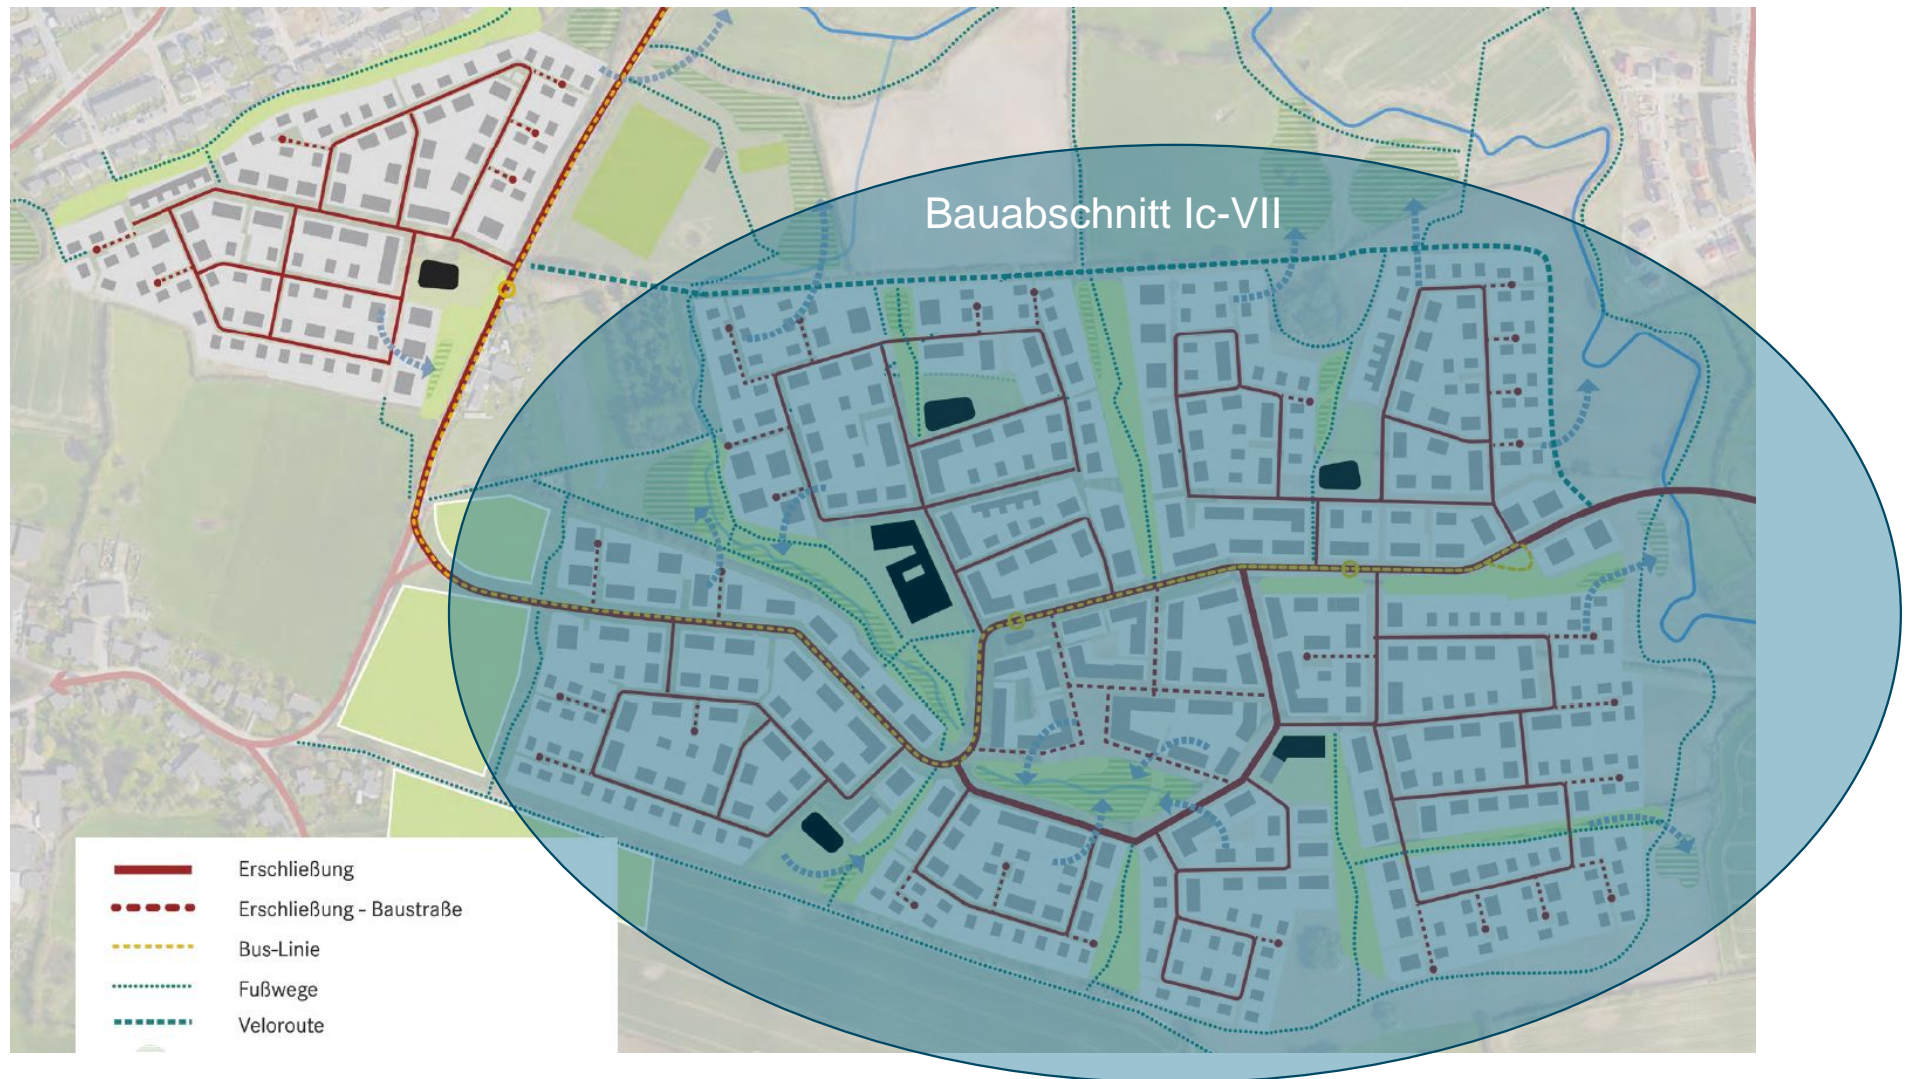 Bauabschnitt Ic-VII
Erschließung
Erschließung - Baustraße
Bus-Linie
Fußwege
Veloroute